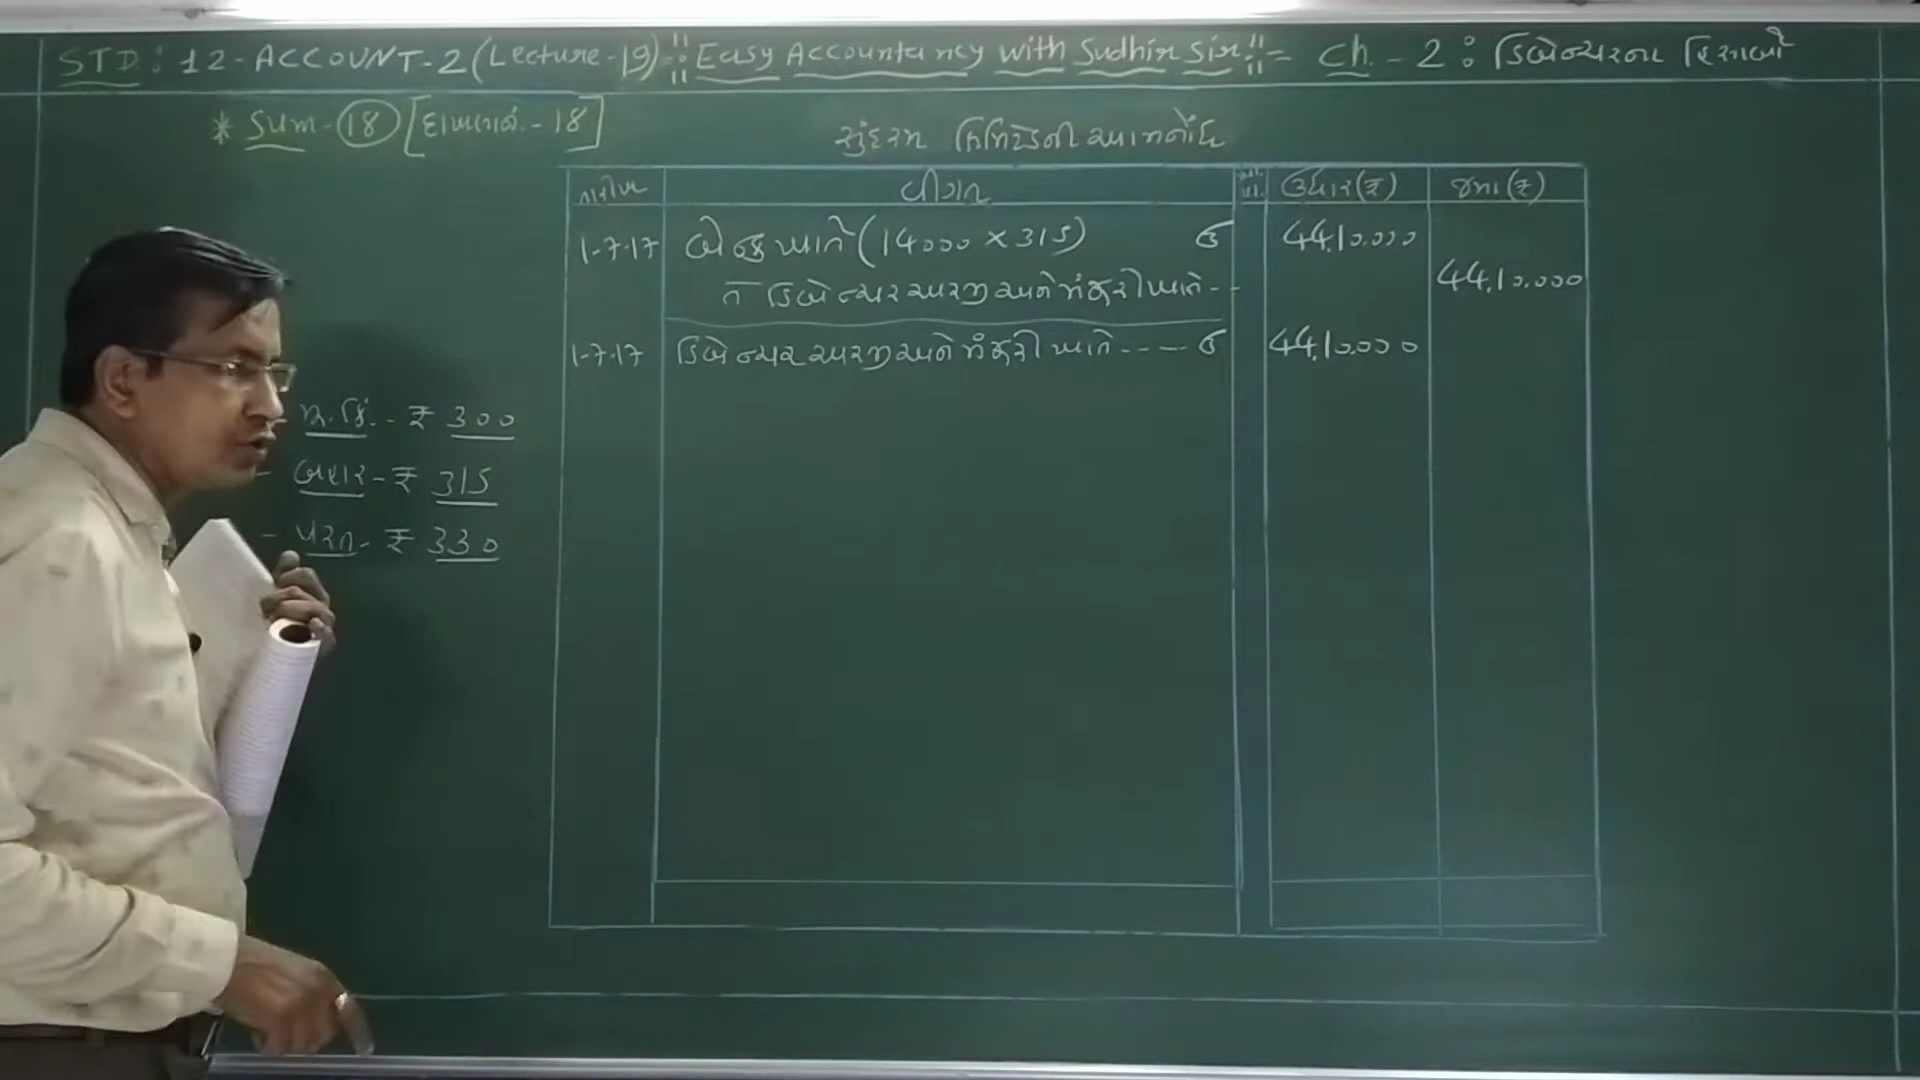 STD : 12 - ACCOUNT - 2 (Lecture - 19) "Easy Accountancy with Sudhir Sir" = Ch. - 2 : ડિબેન્ચરના હિસાબો
* Sum - 18 [દાખલા નં. - 18]
સુંદરમ લિમિટેડની આમનોંધ
તારીખ વીગત ખા. પા. ઉધાર (₹) જમા (₹)
1-7-17 બેન્ક ખાતે (14000 × 315) ઉ 44,10,000
તે ડિબેન્ચર અરજી અને મંજૂરી ખાતે - - 44,10,000
1-7-17 ડિબેન્ચર અરજી અને મંજૂરી ખાતે - - - - ઉ 44,10,000
- મૂ. કિં. - ₹ 300
- બહાર - ₹ 315
- પરત - ₹ 330